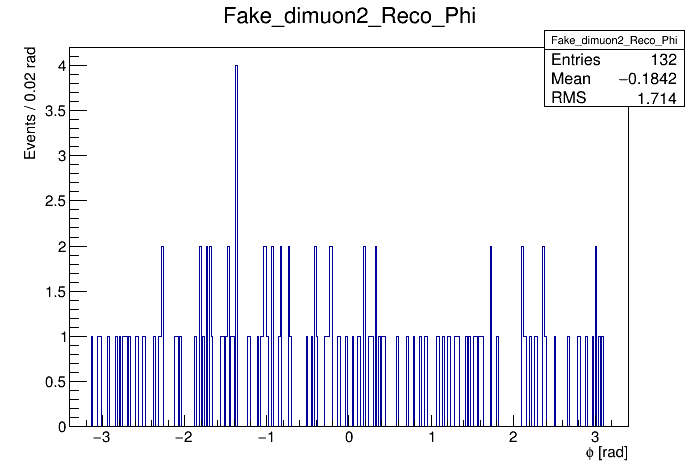 Fake_dimuon2_Reco_Phi
Fake_dimuon2_Reco_Phi
Entries 132
Mean −0.1842
RMS 1.714
Events / 0.02 rad
4
3.5
3
2.5
2
1.5
1
0.5
0
−3 −2 −1 0 1 2 3
ϕ [rad]